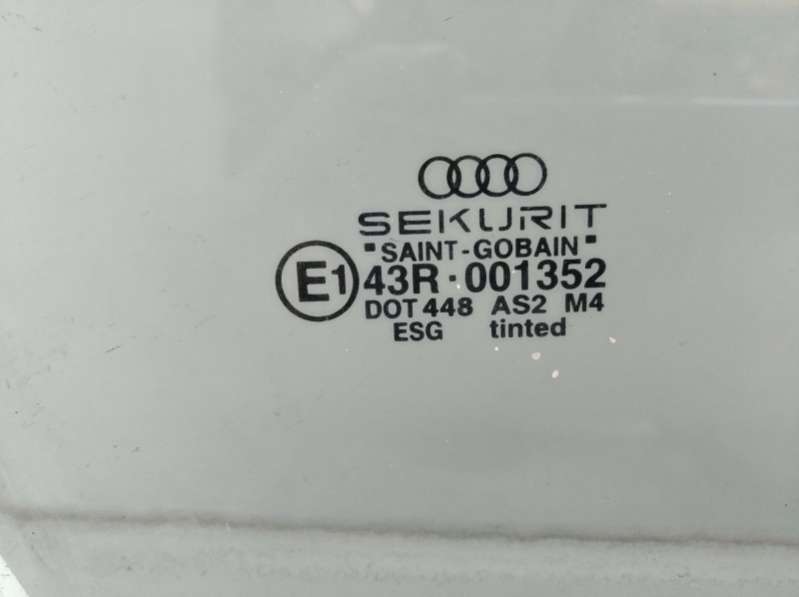 SEKURIT
"SAINT-GOBAIN"
E1 43R·001352
DOT 448 AS2 M4
ESG tinted